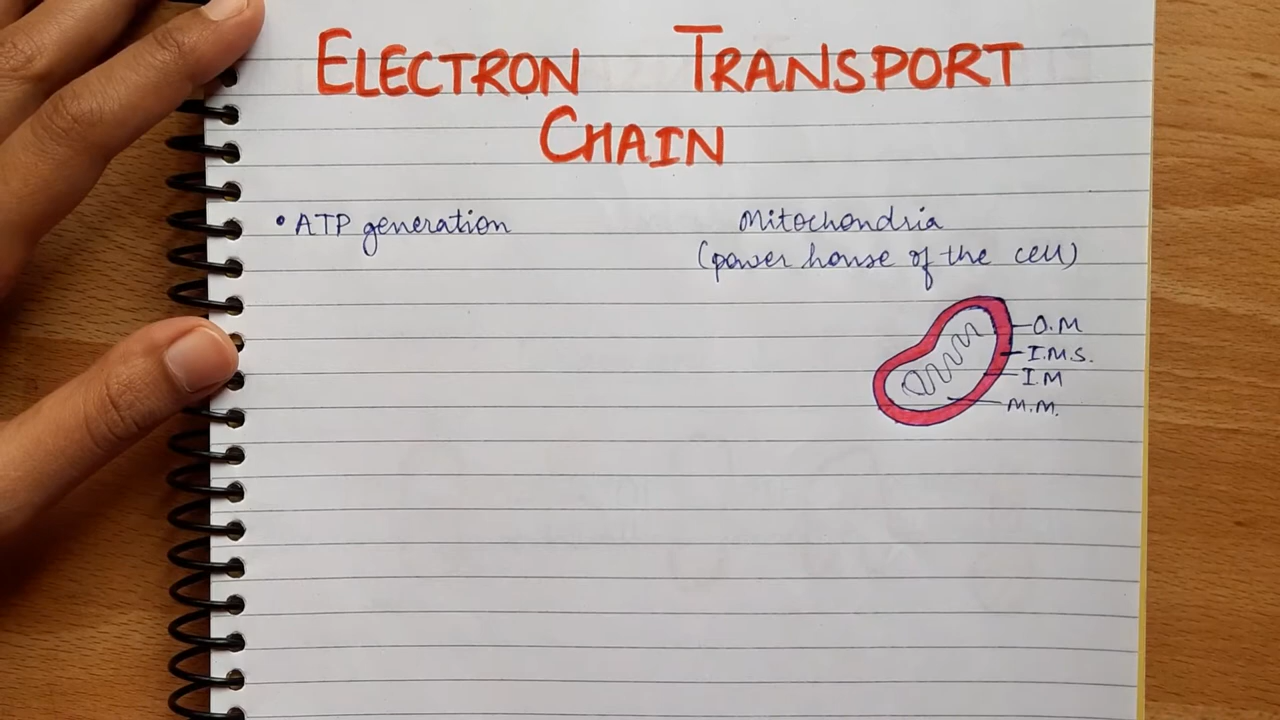 ELECTRON TRANSPORT
CHAIN
• ATP generation
Mitochondria
(power house of the cell)
O.M
I.M.S.
I.M
M.M.